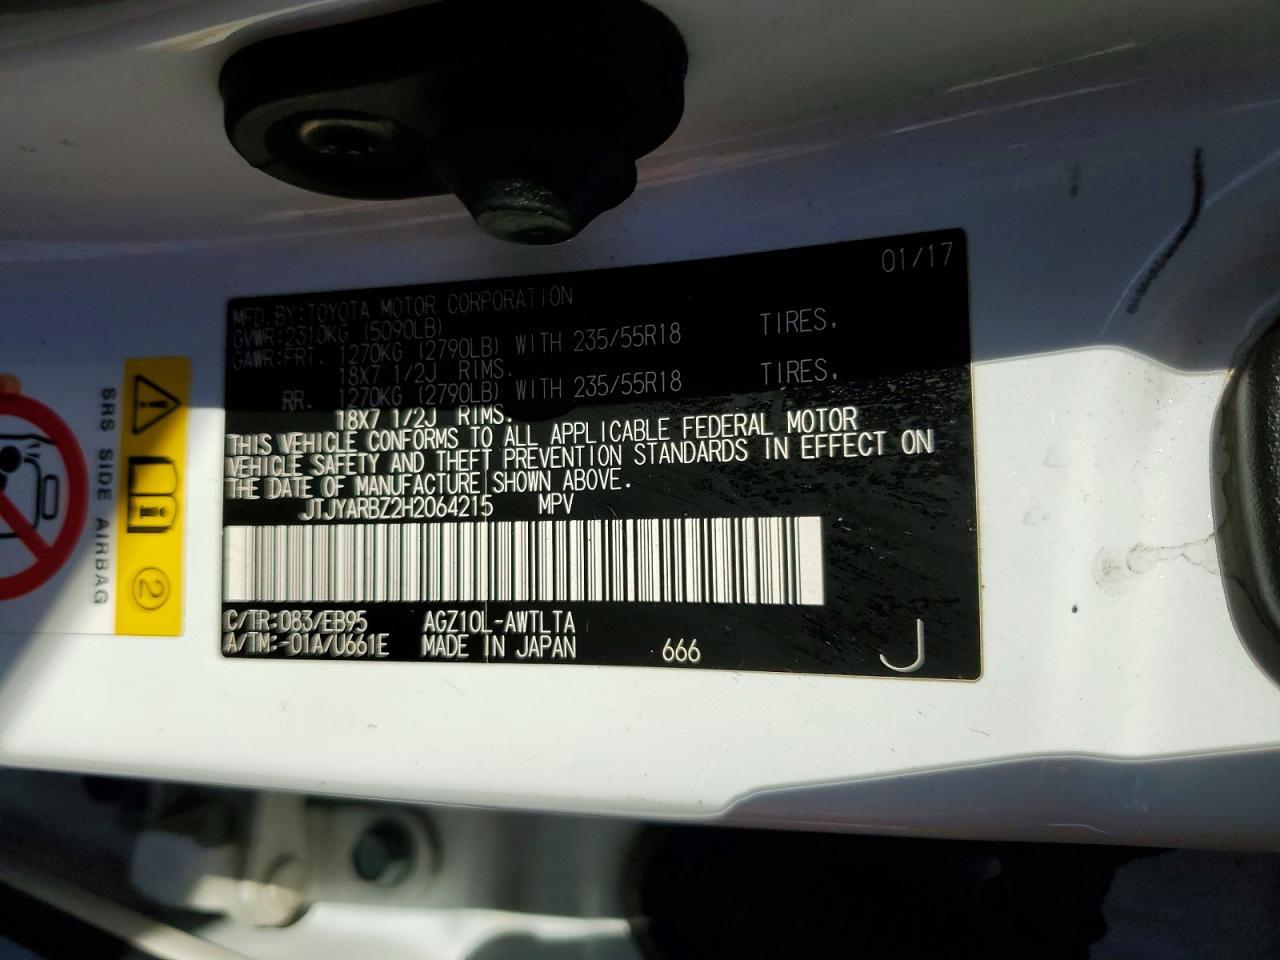 01/17
MFD.BY:TOYOTA MOTOR CORPORATION
GVWR:2310KG (5090LB)
GAWR:FRT. 1270KG (2790LB) WITH 235/55R18 TIRES,
18X7 1/2J RIMS.
RR. 1270KG (2790LB) WITH 235/55R18 TIRES,
18X7 1/2J RIMS.
THIS VEHICLE CONFORMS TO ALL APPLICABLE FEDERAL MOTOR
VEHICLE SAFETY AND THEFT PREVENTION STANDARDS IN EFFECT ON
THE DATE OF MANUFACTURE SHOWN ABOVE.
JTJYARBZ2H2064215 MPV
C/TR:083/EB95 AGZ10L-AWTLTA
A/TM:-01A/U661E MADE IN JAPAN 666
J
SRS SIDE AIRBAG
2